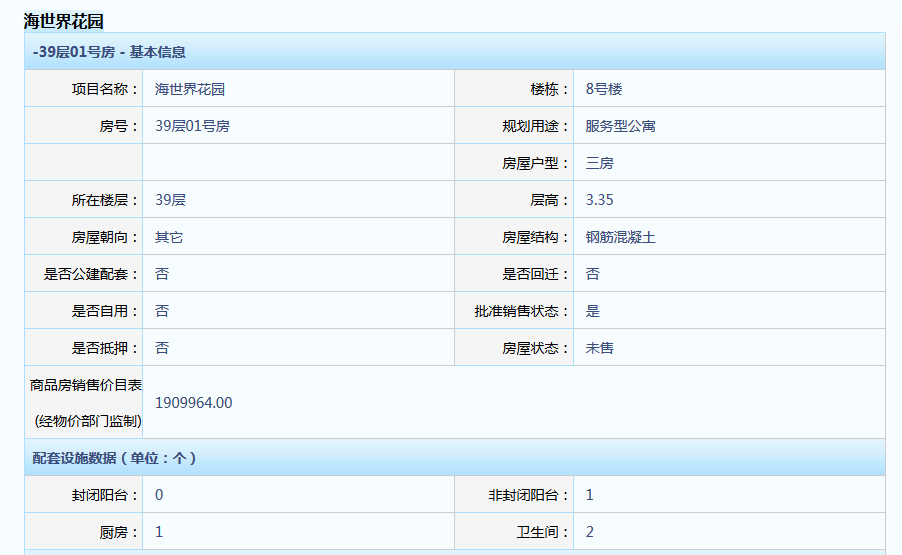 海世界花园
-39层01号房 - 基本信息
项目名称： 海世界花园 楼栋： 8号楼
房号： 39层01号房 规划用途： 服务型公寓
房屋户型： 三房
所在楼层： 39层 层高： 3.35
房屋朝向： 其它 房屋结构： 钢筋混凝土
是否公建配套： 否 是否回迁： 否
是否自用： 否 批准销售状态： 是
是否抵押： 否 房屋状态： 未售
商品房销售价目表
(经物价部门监制) 1909964.00
配套设施数据（单位：个）
封闭阳台： 0 非封闭阳台： 1
厨房： 1 卫生间： 2